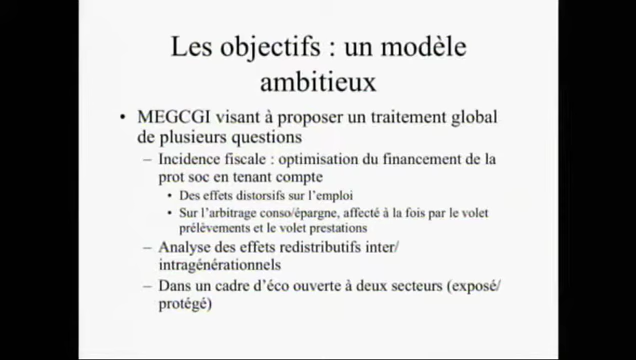 Les objectifs : un modèle
ambitieux
• MEGCGI visant à proposer un traitement global
de plusieurs questions
– Incidence fiscale : optimisation du financement de la
prot soc en tenant compte
• Des effets distorsifs sur l'emploi
• Sur l'arbitrage conso/épargne, affecté à la fois par le volet
prélèvements et le volet prestations
– Analyse des effets redistributifs inter/
intragénérationnels
– Dans un cadre d'éco ouverte à deux secteurs (exposé/
protégé)